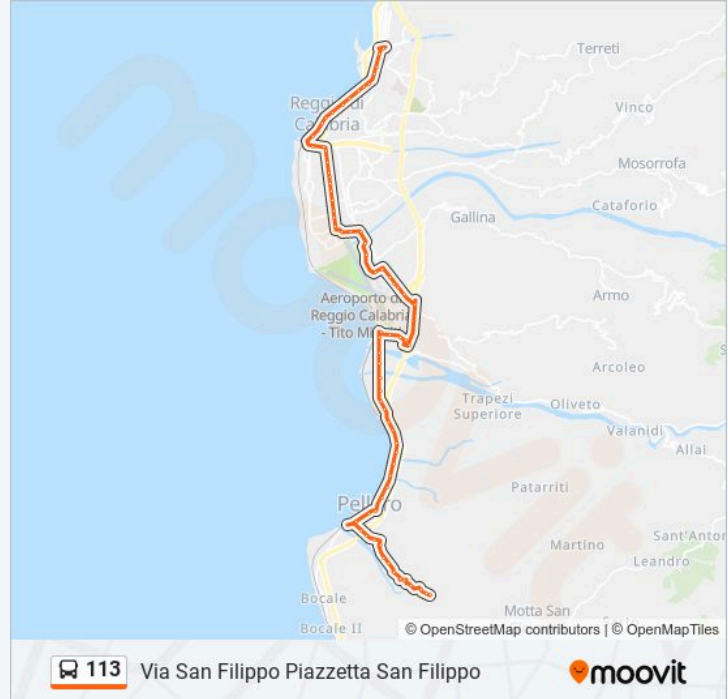 Terreti
Reggio di
Calabria
Vinco
Mosorrofa
Cataforio
Gallina
Aeroporto di
Reggio Calabria
- Tito M
Armo
Arcoleo
Trapezi
Superiore
Oliveto
Valanidi
Allai
Patarriti
Pellaro
Sant'Anton
Martino
Leandro
Bocale
Motta San
Bocale II
© OpenStreetMap contributors | © OpenMapTiles
113 Via San Filippo Piazzetta San Filippo
moovit